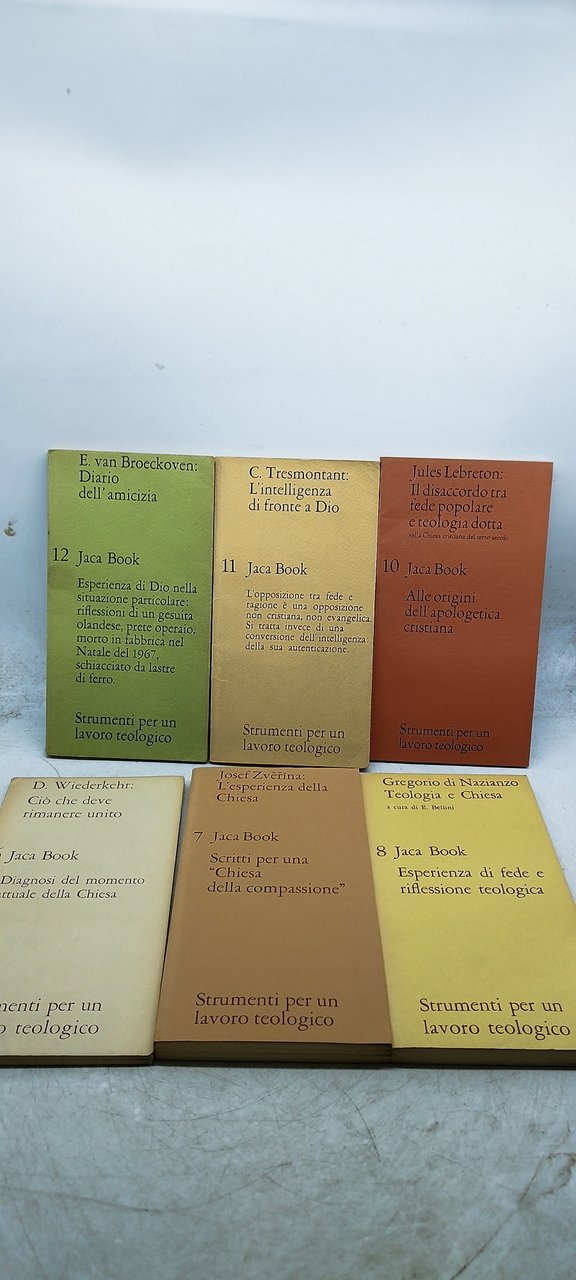 E. van Broeckoven:
Diario
dell'amicizia
12 Jaca Book
Esperienza di Dio nella
situazione particolare:
riflessioni di un gesuita
olandese, prete operaio,
morto in fabbrica nel
Natale del 1967,
schiacciato da lastre
di ferro.
Strumenti per un
lavoro teologico
C. Tresmontant:
L'intelligenza
di fronte a Dio
11 Jaca Book
L'opposizione tra fede e
ragione è una opposizione
non cristiana, non evangelica.
Si tratta invece di una
conversione dell'intelligenza:
della sua autenticazione.
Strumenti per un
lavoro teologico
Jules Lebreton:
Il disaccordo tra
fede popolare
e teologia dotta
nella Chiesa cristiana del terzo secolo
10 Jaca Book
Alle origini
dell'apologetica
cristiana
Strumenti per un
lavoro teologico
D. Wiederkehr:
Ciò che deve
rimanere unito
Jaca Book
Diagnosi del momento
attuale della Chiesa
menti per un
o teologico
Josef Zvěřina:
L'esperienza della
Chiesa
7 Jaca Book
Scritti per una
"Chiesa
della compassione"
Strumenti per un
lavoro teologico
Gregorio di Nazianzo
Teologia e Chiesa
a cura di E. Bellini
8 Jaca Book
Esperienza di fede e
riflessione teologica
Strumenti per un
lavoro teologico